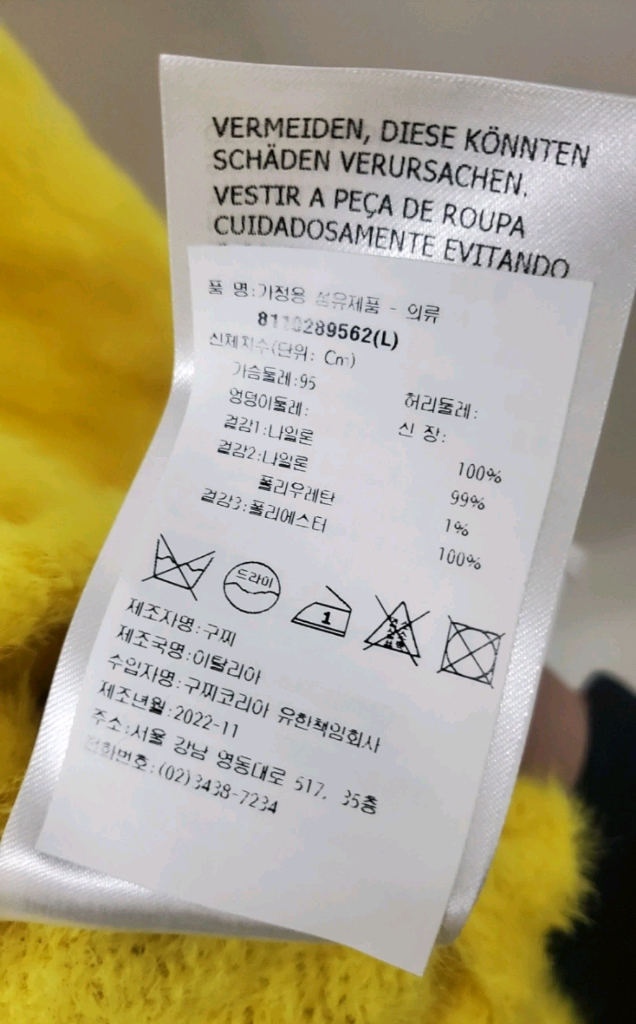 VERMEIDEN, DIESE KÖNNTEN
SCHÄDEN VERURSACHEN.
VESTIR A PEÇA DE ROUPA
CUIDADOSAMENTE EVITANDO
품 명:가정용 섬유제품 - 의류
8110289562(L)
신체치수(단위: Cm)
가슴둘레:95 허리둘레:
엉덩이둘레: 신 장:
겉감1:나일론 100%
겉감2:나일론 99%
폴리우레탄 1%
겉감3:폴리에스터 100%
드라이
1
제조자명:구찌
제조국명:이탈리아
수입자명:구찌코리아 유한책임회사
제조년월:2022-11
주소:서울 강남 영동대로 517, 35층
전화번호:(02)3438-7234